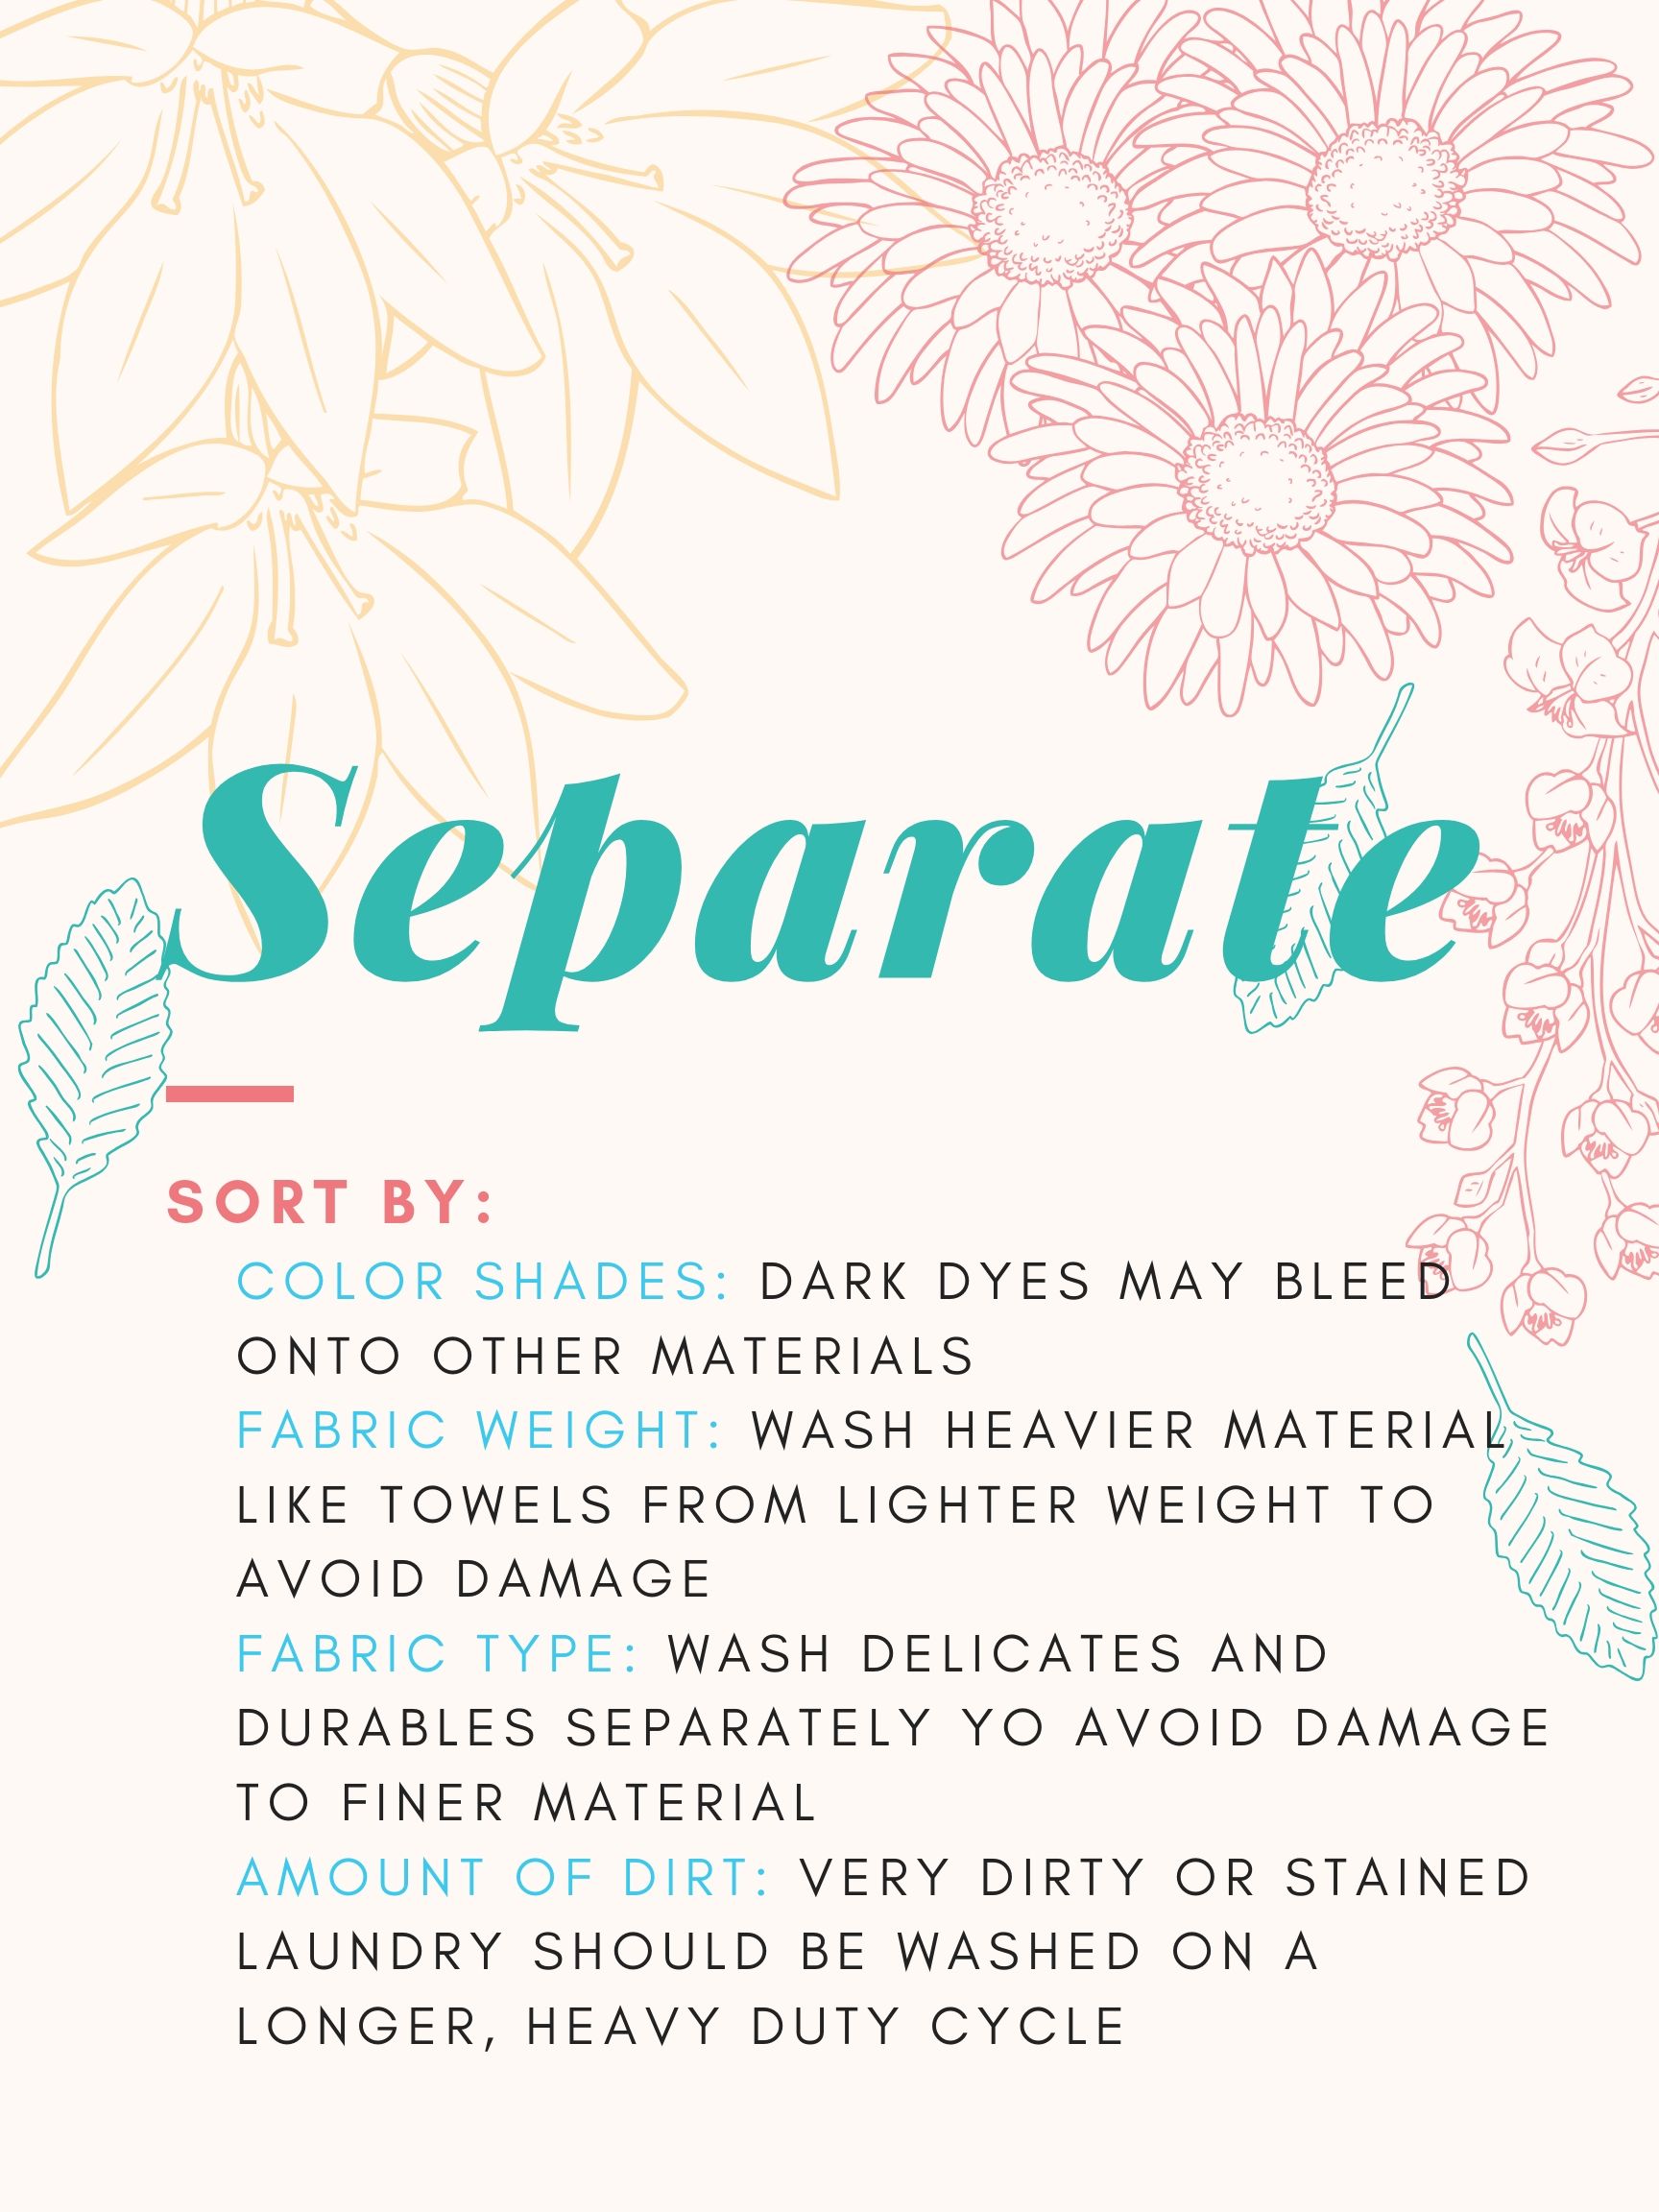 Separate
SORT BY:
COLOR SHADES: DARK DYES MAY BLEED
ONTO OTHER MATERIALS
FABRIC WEIGHT: WASH HEAVIER MATERIAL
LIKE TOWELS FROM LIGHTER WEIGHT TO
AVOID DAMAGE
FABRIC TYPE: WASH DELICATES AND
DURABLES SEPARATELY YO AVOID DAMAGE
TO FINER MATERIAL
AMOUNT OF DIRT: VERY DIRTY OR STAINED
LAUNDRY SHOULD BE WASHED ON A
LONGER, HEAVY DUTY CYCLE